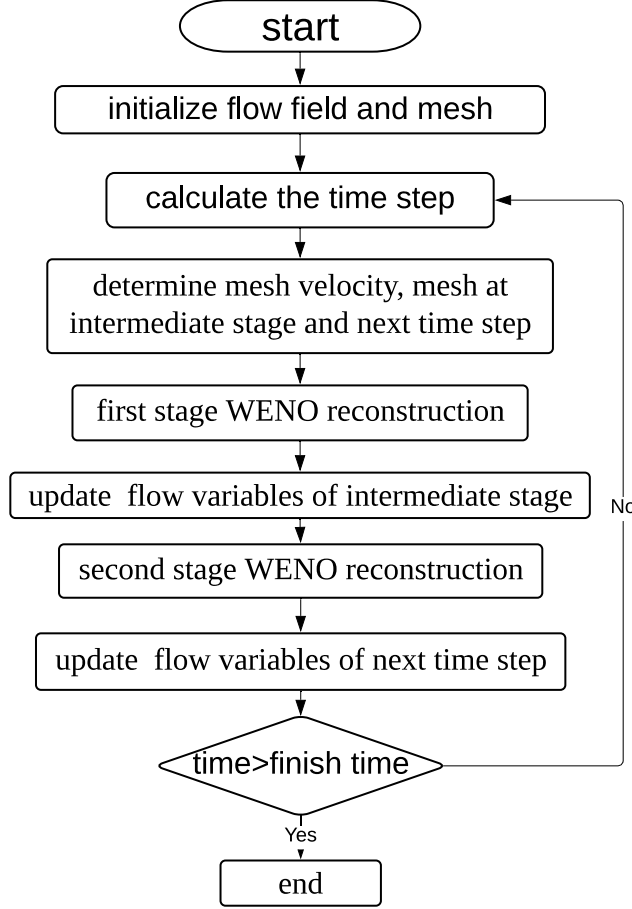 start
initialize flow field and mesh
calculate the time step
determine mesh velocity, mesh at
intermediate stage and next time step
first stage WENO reconstruction
update flow variables of intermediate stage
No
second stage WENO reconstruction
update flow variables of next time step
time>finish time
Yes
end